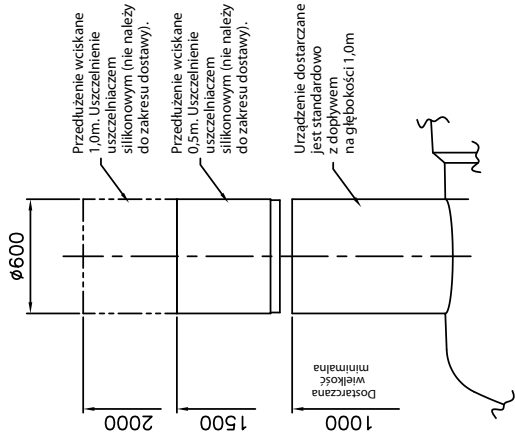 ø600
Przedłużenie wciskane
1,0m. Uszczelnienie
uszczelniaczem
silikonowym (nie należy
do zakresu dostawy).
Przedłużenie wciskane
0,5m. Uszczelnienie
uszczelniaczem
silikonowym (nie należy
do zakresu dostawy).
Urządzenie dostarczane
jest standardowo
z dopływem
na głębokości 1,0m
2000
1500
1000
Dostarczana
wielkość
minimalna